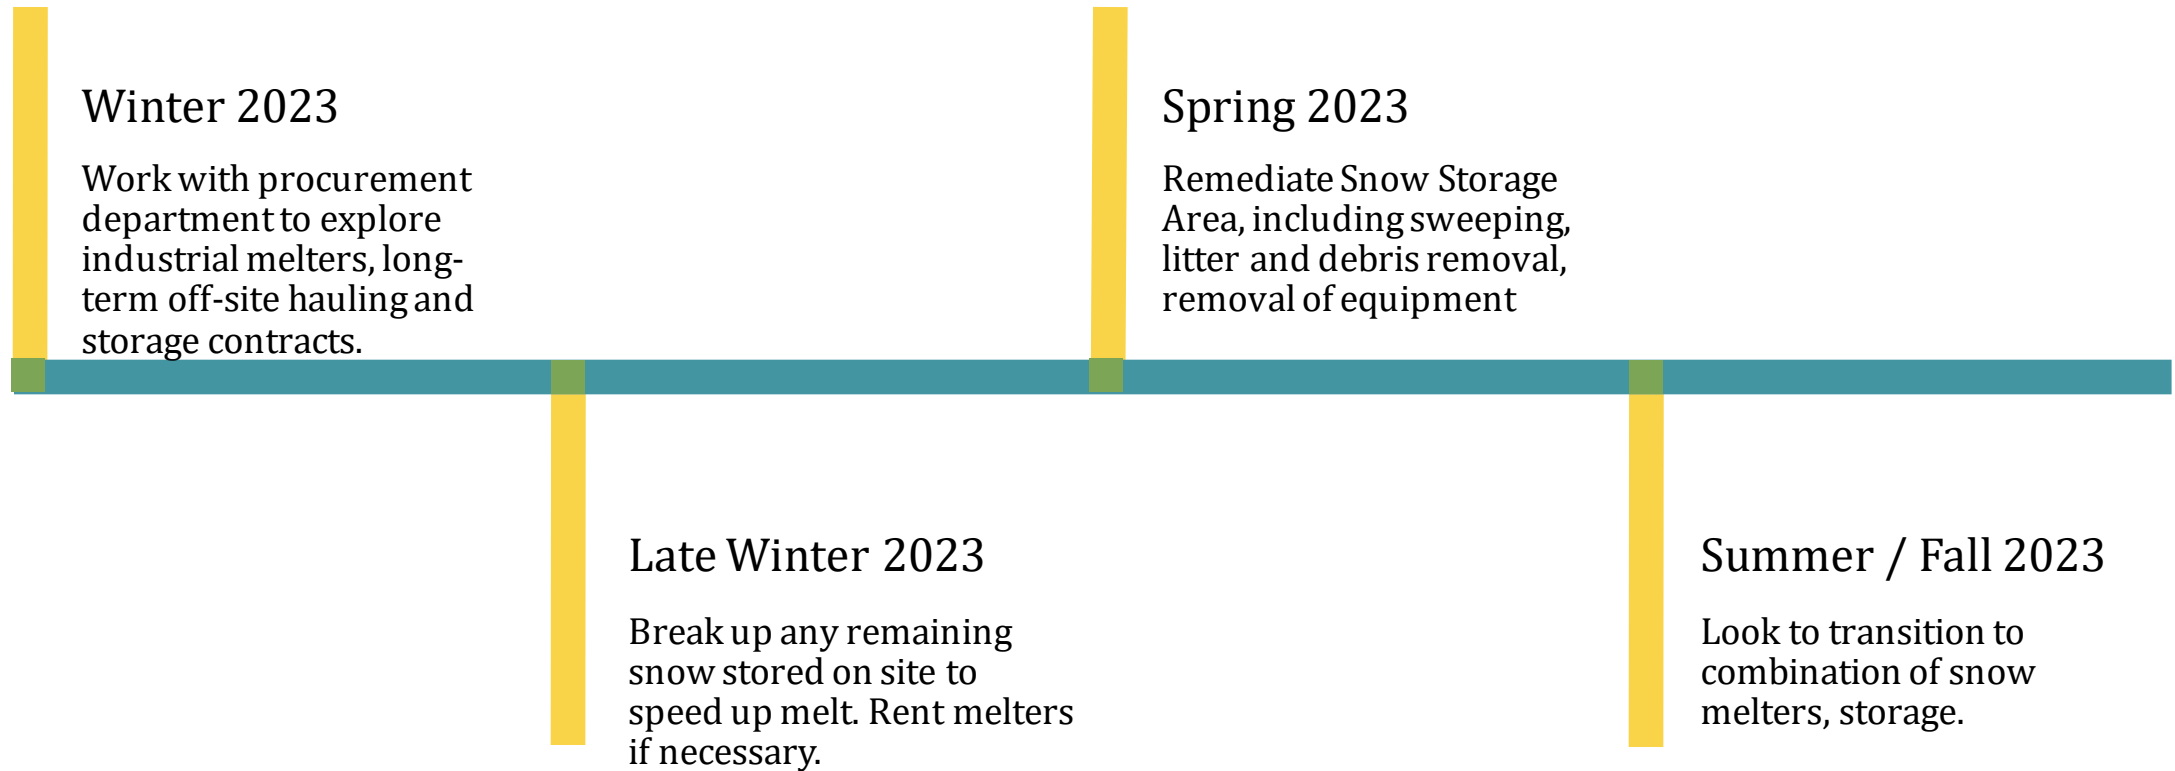 Winter 2023
Work with procurement
department to explore
industrial melters, long-
term off-site hauling and
storage contracts.
Late Winter 2023
Break up any remaining
snow stored on site to
speed up melt. Rent melters
if necessary.
Spring 2023
Remediate Snow Storage
Area, including sweeping,
litter and debris removal,
removal of equipment
Summer / Fall 2023
Look to transition to
combination of snow
melters, storage.